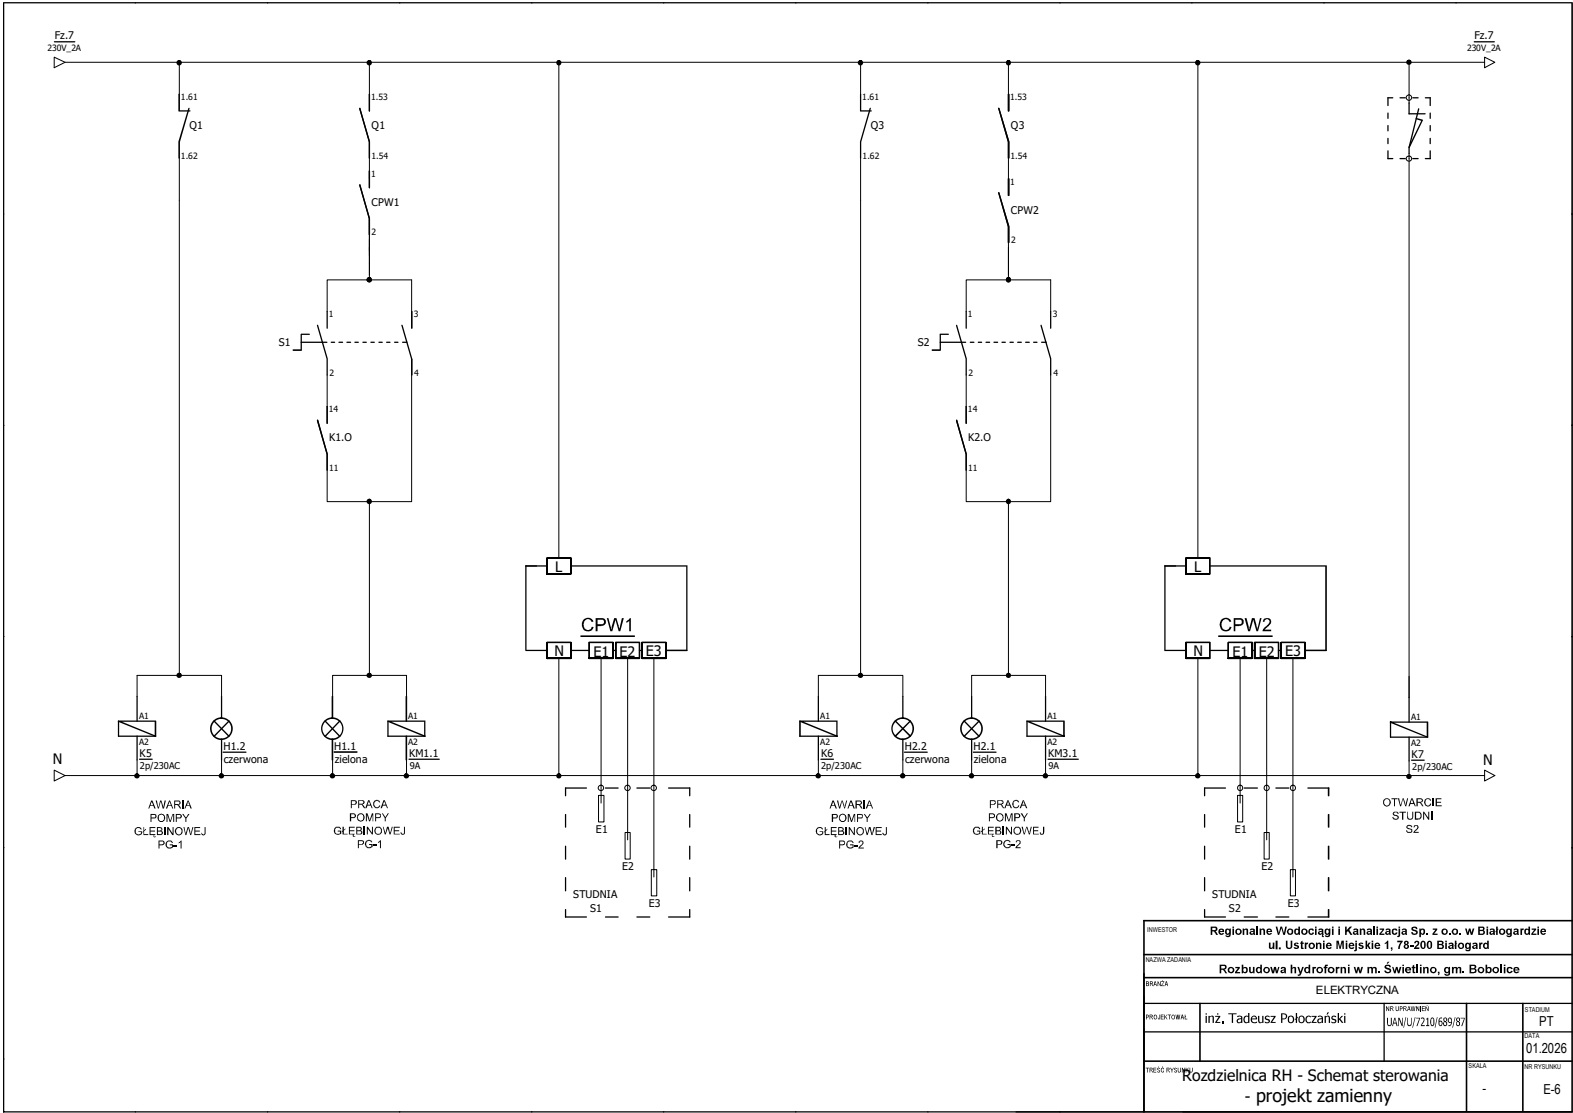 Fz.7
230V_2A
Fz.7
230V_2A
1.61
Q1
1.62
1.53
Q1
1.54
1
CPW1
2
1.61
Q3
1.62
1.53
Q3
1.54
1
CPW2
2
1
3
S1
2
4
14
K1.O
11
1
3
S2
2
4
14
K2.O
11
L
CPW1
N E1 E2 E3
L
CPW2
N E1 E2 E3
A1
A2
K5
2p/230AC
H1.2
czerwona
H1.1
zielona
A1
A2
KM1.1
9A
A1
A2
K6
2p/230AC
H2.2
czerwona
H2.1
zielona
A1
A2
KM3.1
9A
A1
A2
K7
2p/230AC
N
N
AWARIA
POMPY
GŁĘBINOWEJ
PG-1
PRACA
POMPY
GŁĘBINOWEJ
PG-1
E1
E2
E3
STUDNIA
S1
AWARIA
POMPY
GŁĘBINOWEJ
PG-2
PRACA
POMPY
GŁĘBINOWEJ
PG-2
E1
E2
E3
STUDNIA
S2
OTWARCIE
STUDNI
S2
INWESTOR
Regionalne Wodociągi i Kanalizacja Sp. z o.o. w Białogardzie
ul. Ustronie Miejskie 1, 78-200 Białogard
NAZWA ZADANIA
Rozbudowa hydroforni w m. Świetlino, gm. Bobolice
BRANŻA
ELEKTRYCZNA
PROJEKTOWAŁ
inż. Tadeusz Połoczański
NR UPRAWNIEŃ
UAN/U/7210/689/87
STADIUM
PT
DATA
01.2026
TREŚĆ RYSUNKU
Rozdzielnica RH - Schemat sterowania
- projekt zamienny
SKALA
-
NR RYSUNKU
E-6